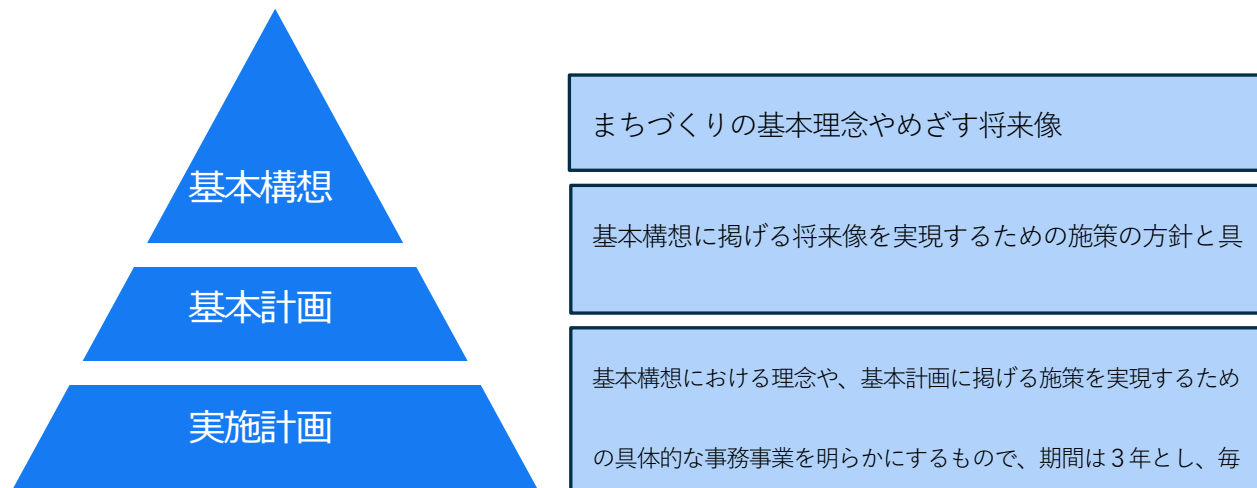 基本構想
まちづくりの基本理念やめざす将来像
基本計画
基本構想に掲げる将来像を実現するための施策の方針と具
実施計画
基本構想における理念や、基本計画に掲げる施策を実現するため
の具体的な事務事業を明らかにするもので、期間は３年とし、毎